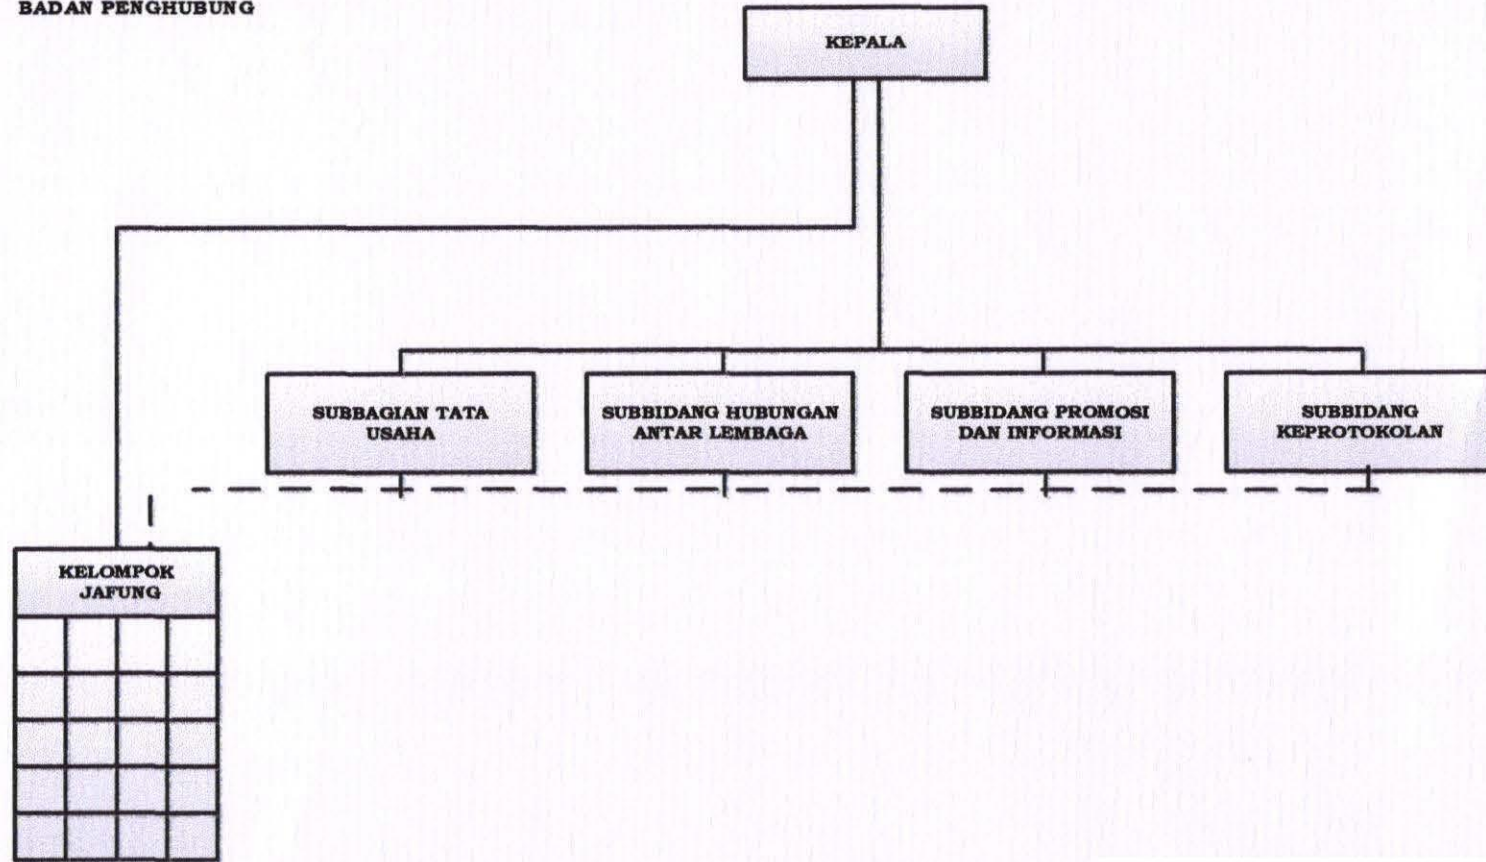 BADAN PENGHUBUNG
KEPALA
SUBBAGIAN TATA
USAHA
SUBBIDANG HUBUNGAN
ANTAR LEMBAGA
SUBBIDANG PROMOSI
DAN INFORMASI
SUBBIDANG
KEPROTOKOLAN
KELOMPOK
JAFUNG